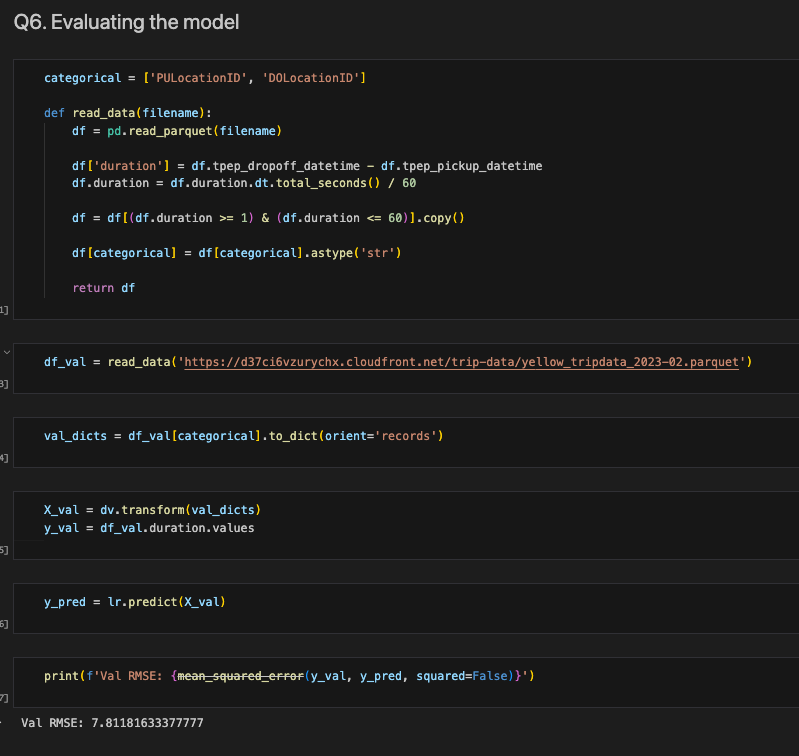 Q6. Evaluating the model
categorical = ['PULocationID', 'DOLocationID']
def read_data(filename):
df = pd.read_parquet(filename)
df['duration'] = df.tpep_dropoff_datetime - df.tpep_pickup_datetime
df.duration = df.duration.dt.total_seconds() / 60
df = df[(df.duration >= 1) & (df.duration <= 60)].copy()
df[categorical] = df[categorical].astype('str')
return df
1]
df_val = read_data('https://d37ci6vzurychx.cloudfront.net/trip-data/yellow_tripdata_2023-02.parquet')
3]
val_dicts = df_val[categorical].to_dict(orient='records')
4]
X_val = dv.transform(val_dicts)
y_val = df_val.duration.values
5]
y_pred = lr.predict(X_val)
6]
print(f'Val RMSE: {mean_squared_error(y_val, y_pred, squared=False)}')
7]
Val RMSE: 7.81181633377777